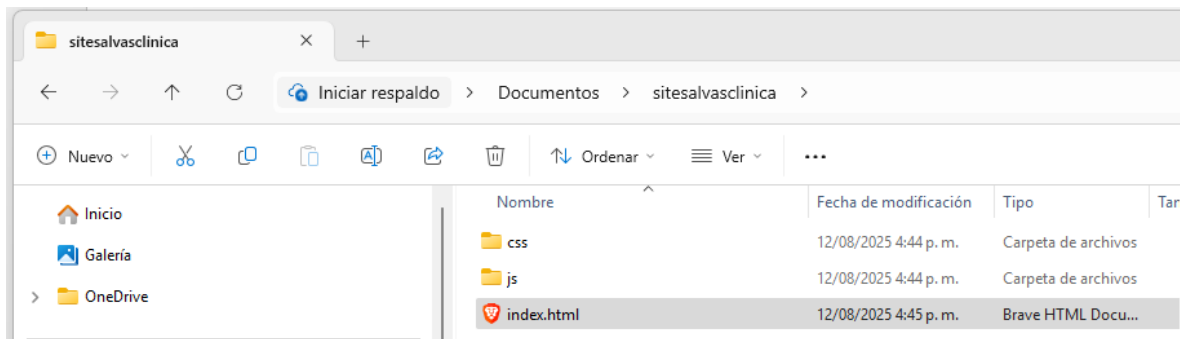 sitesalvasclinica
Iniciar respaldo > Documentos > sitesalvasclinica >
Nuevo Ordenar Ver ...
Inicio
Galería
OneDrive
Nombre Fecha de modificación Tipo Tar
css 12/08/2025 4:44 p. m. Carpeta de archivos
js 12/08/2025 4:44 p. m. Carpeta de archivos
index.html 12/08/2025 4:45 p. m. Brave HTML Docu...